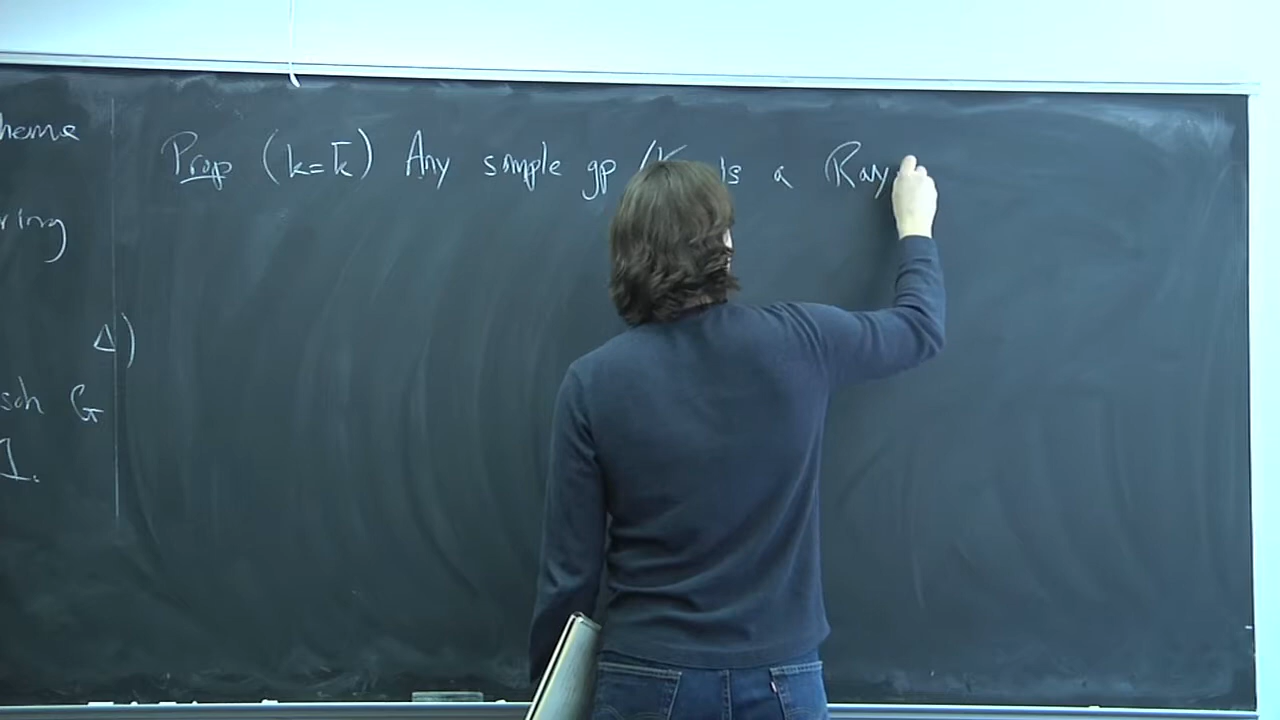 heme
ring
Δ)
sch G
1.
Prop (k=k̄) Any simple gp / is a Ray